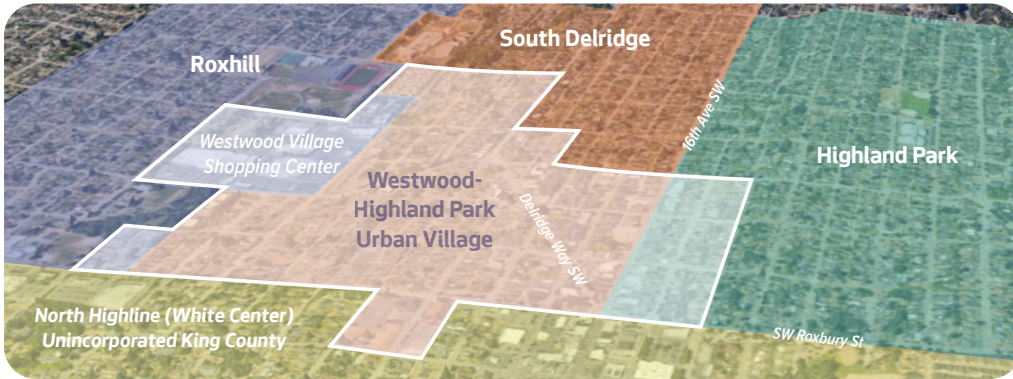 South Delridge
Roxhill
16th Ave SW
Westwood Village
Shopping Center
Highland Park
Westwood-
Highland Park
Urban Village
Delridge Way SW
North Highline (White Center)
Unincorporated King County
SW Roxbury St